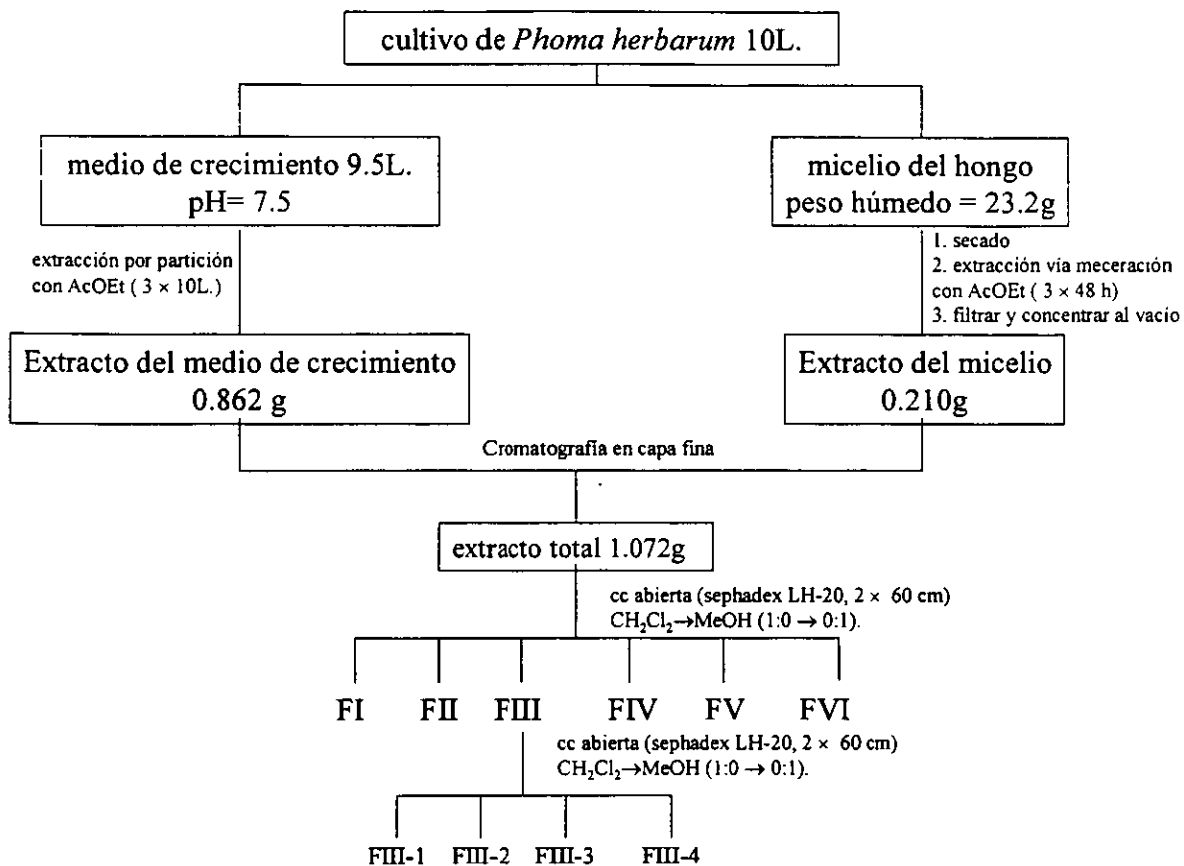 cultivo de Phoma herbarum 10L.
medio de crecimiento 9.5L.
pH= 7.5
micelio del hongo
peso húmedo = 23.2g
extracción por partición
con AcOEt ( 3 × 10L.)
1. secado
2. extracción vía meceración
con AcOEt ( 3 × 48 h)
3. filtrar y concentrar al vacío
Extracto del medio de crecimiento
0.862 g
Extracto del micelio
0.210g
Cromatografía en capa fina
extracto total 1.072g
cc abierta (sephadex LH-20, 2 × 60 cm)
CH₂Cl₂→MeOH (1:0 → 0:1).
FI FII FIII FIV FV FVI
cc abierta (sephadex LH-20, 2 × 60 cm)
CH₂Cl₂→MeOH (1:0 → 0:1).
FIII-1 FIII-2 FIII-3 FIII-4